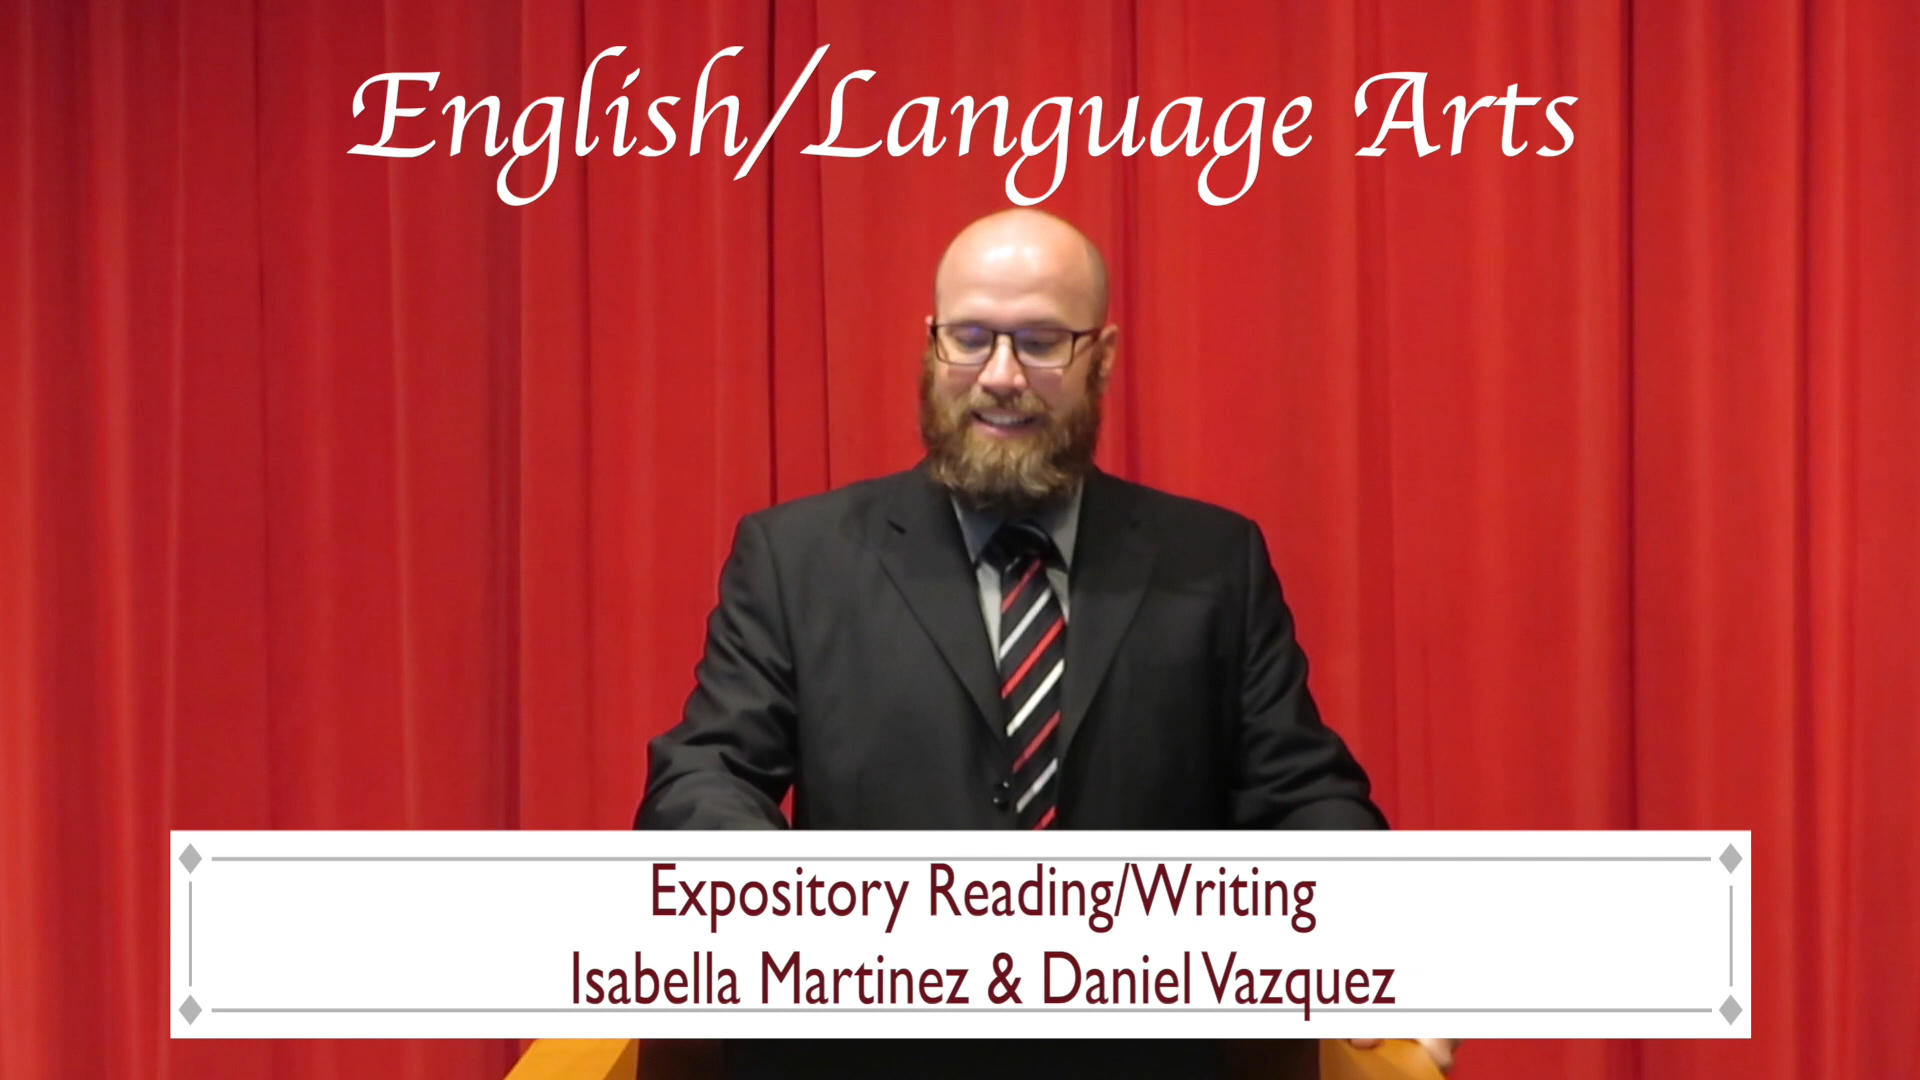 English/Language Arts
Expository Reading/Writing
Isabella Martinez & Daniel Vazquez